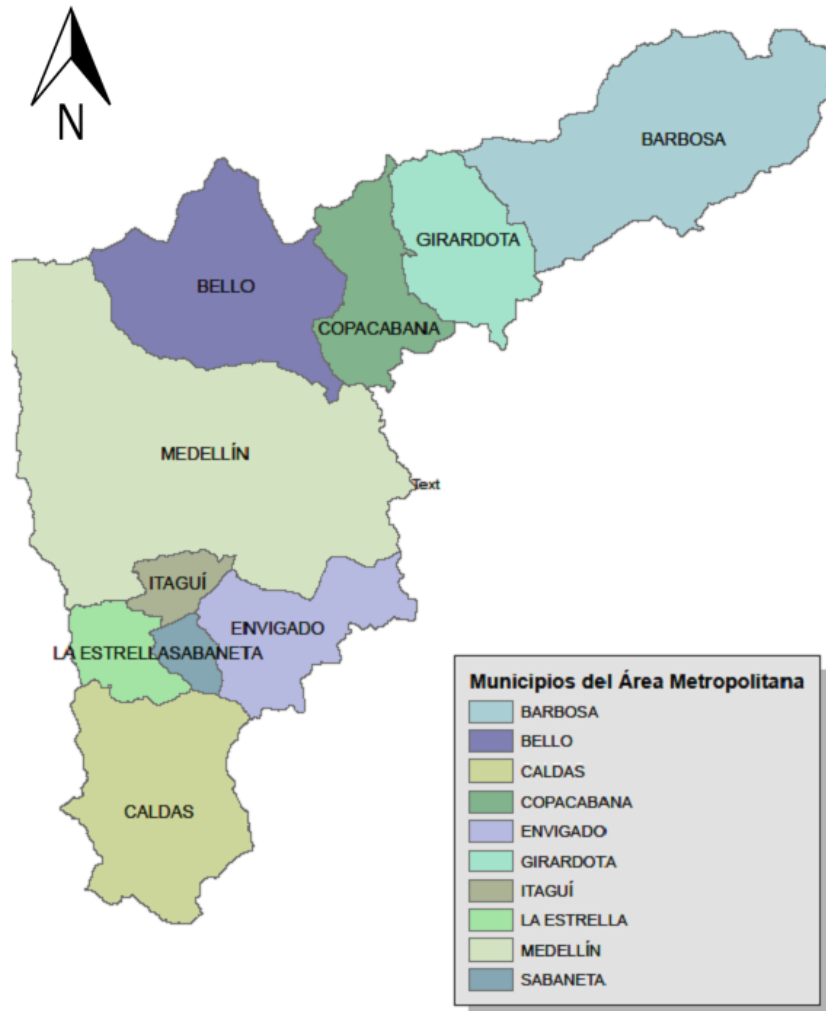 N
BARBOSA
GIRARDOTA
BELLO
COPACABANA
MEDELLÍN
Text
ITAGUÍ
ENVIGADO
LA ESTRELLASABANETA
CALDAS
Municipios del Área Metropolitana
BARBOSA
BELLO
CALDAS
COPACABANA
ENVIGADO
GIRARDOTA
ITAGUÍ
LA ESTRELLA
MEDELLÍN
SABANETA